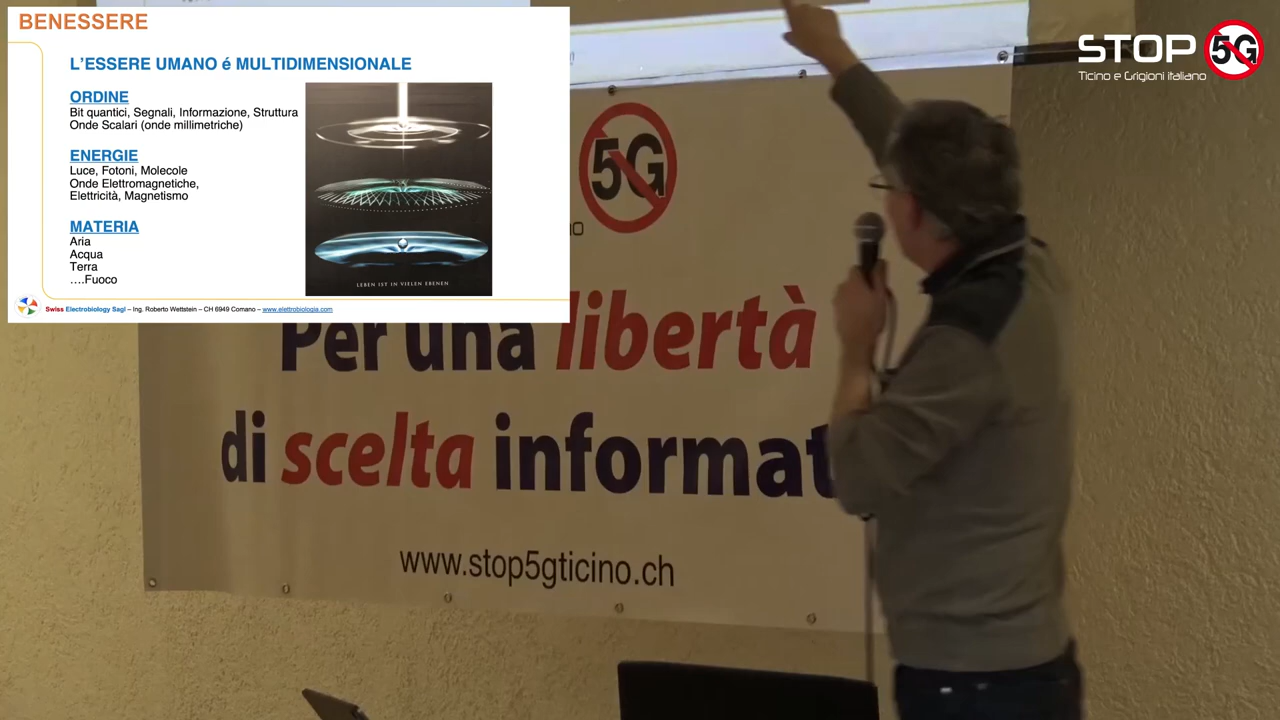 BENESSERE
L'ESSERE UMANO é MULTIDIMENSIONALE
ORDINE
Bit quantici, Segnali, Informazione, Struttura
Onde Scalari (onde millimetriche)
ENERGIE
Luce, Fotoni, Molecole
Onde Elettromagnetiche,
Elettricità, Magnetismo
MATERIA
Aria
Acqua
Terra
….Fuoco
LEBEN IST IN VIELEN EBENEN
Swiss Electrobiology Sagl – Ing. Roberto Wettstein – CH 6949 Comano – www.elettrobiologia.com
STOP 5G
Ticino e Grigioni italiano
5G
no
Per una libertà
di scelta informat
www.stop5gticino.ch